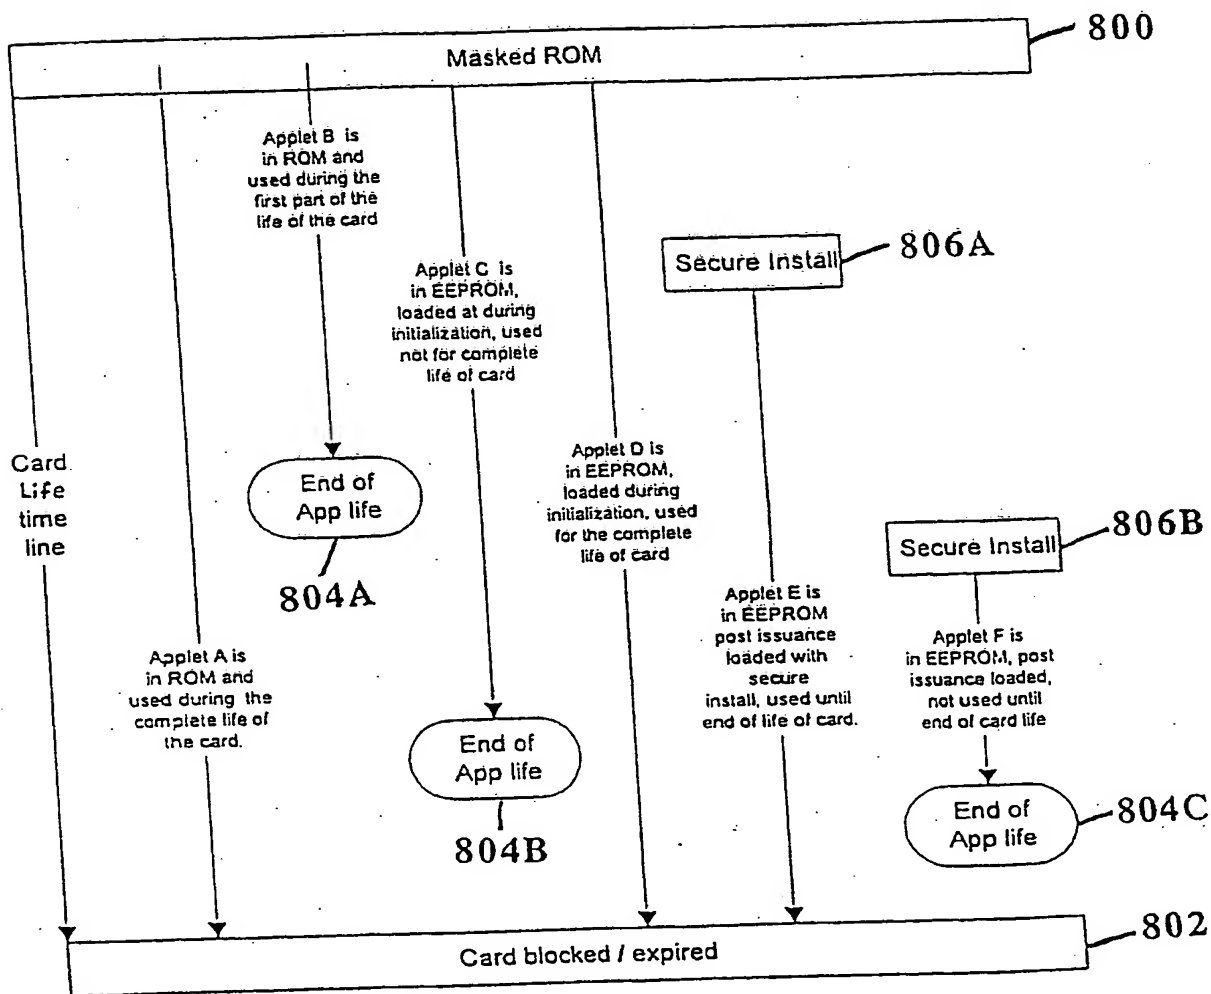 800
Masked ROM
Applet B is
in ROM and
used during the
first part of the
life of the card
Secure Install
806A
Applet C is
in EEPROM,
loaded at during
initialization, used
not for complete
life of card
Card
Life
time
line
End of
App life
804A
Applet D is
in EEPROM,
loaded during
initialization, used
for the complete
life of card
Secure Install
806B
Applet E is
in EEPROM
post issuance
loaded with
secure
install, used until
end of life of card.
Applet F is
in EEPROM, post
issuance loaded,
not used until
end of card life
Applet A is
in ROM and
used during the
complete life of
the card.
End of
App life
804B
End of
App life
804C
Card blocked / expired
802